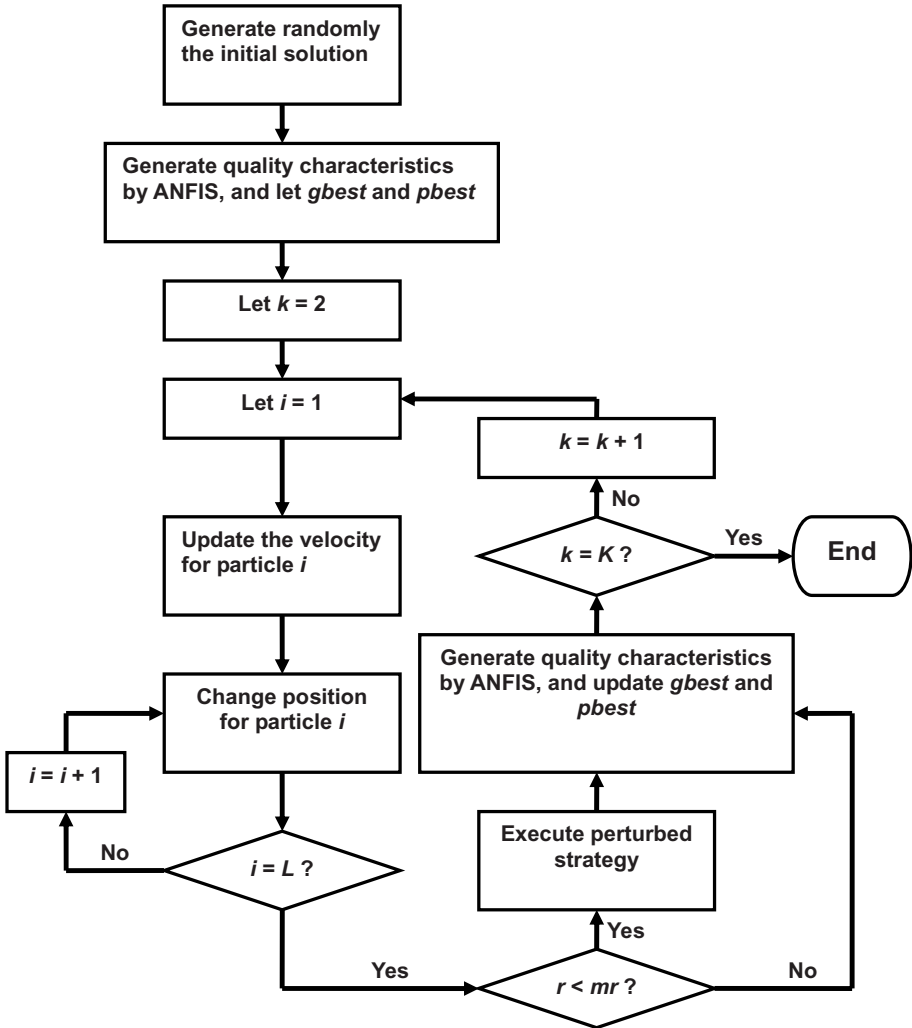 Generate randomly
the initial solution
Generate quality characteristics
by ANFIS, and let gbest and pbest
Let k = 2
Let i = 1
k = k + 1
No
Update the velocity
for particle i
k = K ?
Yes
End
Generate quality characteristics
by ANFIS, and update gbest and
pbest
Change position
for particle i
i = i + 1
Execute perturbed
strategy
No
i = L ?
Yes
Yes
r < mr ?
No